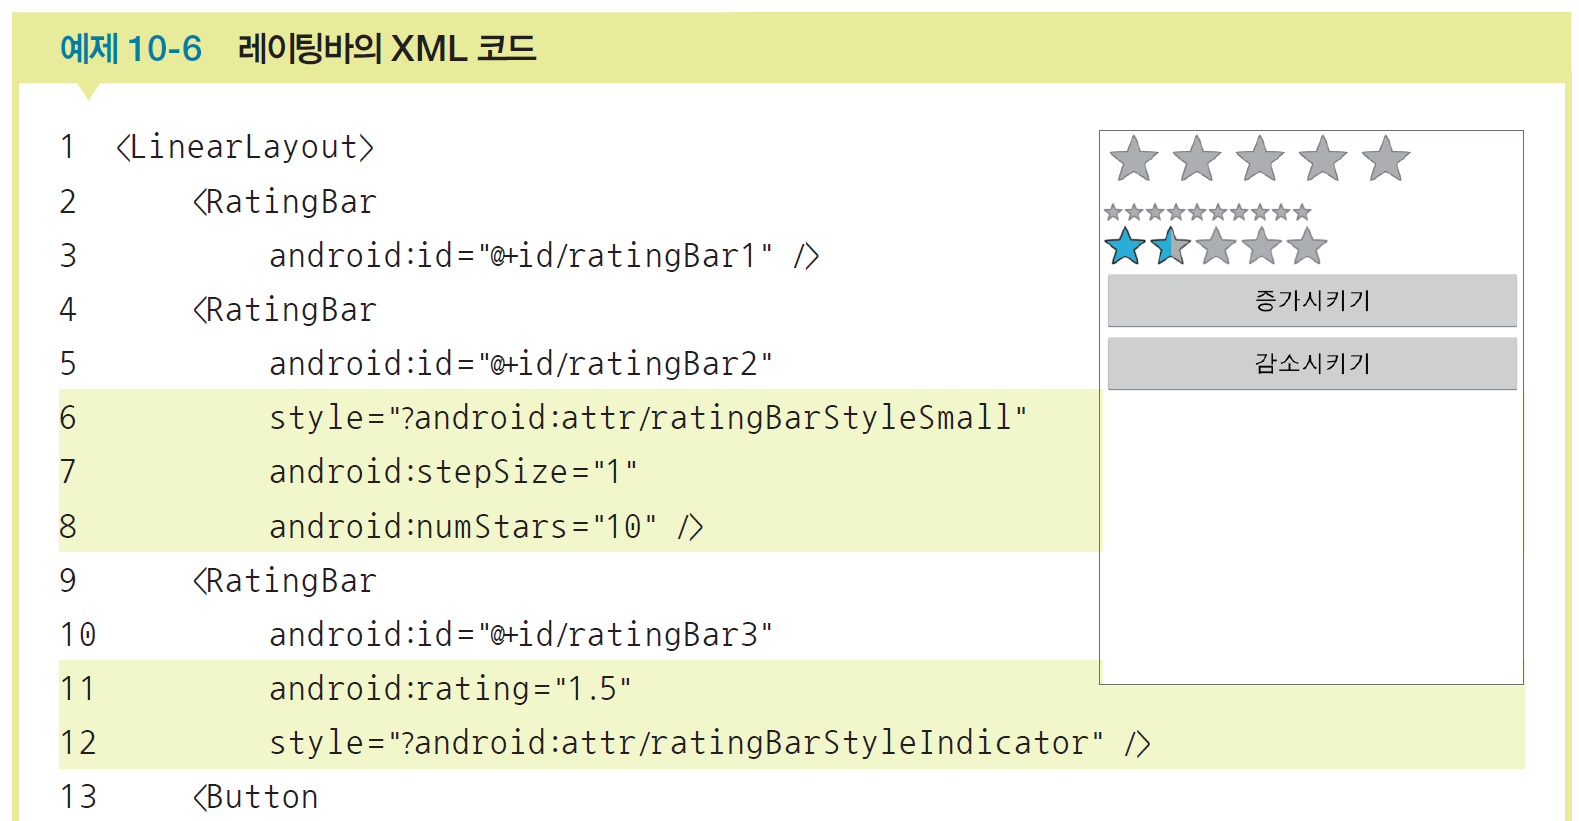 예제 10-6 레이팅바의 XML 코드
1 <LinearLayout>
2 <RatingBar
3 android:id="@+id/ratingBar1" />
4 <RatingBar
5 android:id="@+id/ratingBar2"
6 style="?android:attr/ratingBarStyleSmall"
7 android:stepSize="1"
8 android:numStars="10" />
9 <RatingBar
10 android:id="@+id/ratingBar3"
11 android:rating="1.5"
12 style="?android:attr/ratingBarStyleIndicator" />
13 <Button
증가시키기
감소시키기